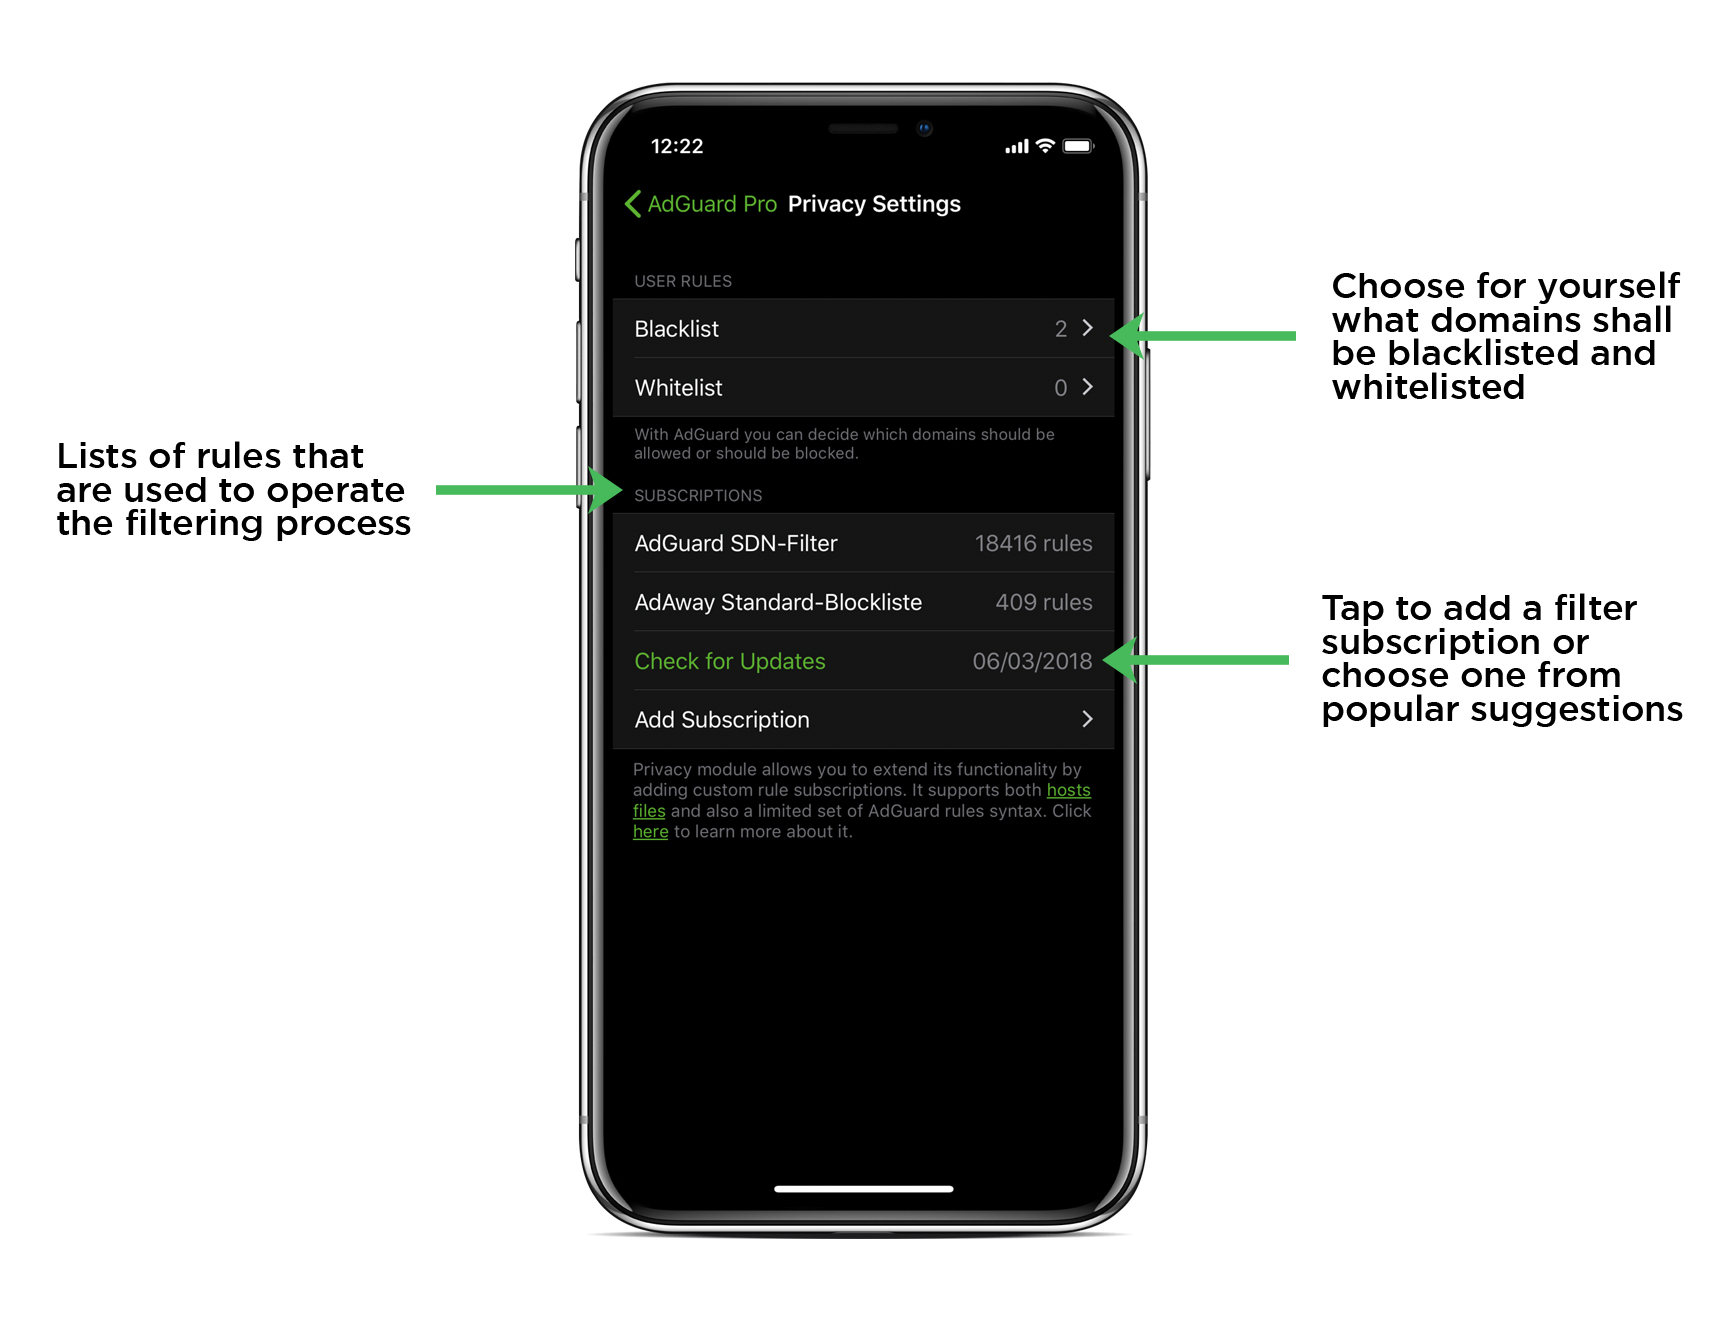 12:22
AdGuard Pro Privacy Settings
USER RULES
Blacklist 2
Whitelist 0
With AdGuard you can decide which domains should be
allowed or should be blocked.
SUBSCRIPTIONS
AdGuard SDN-Filter 18416 rules
AdAway Standard-Blockliste 409 rules
Check for Updates 06/03/2018
Add Subscription
Privacy module allows you to extend its functionality by
adding custom rule subscriptions. It supports both hosts
files and also a limited set of AdGuard rules syntax. Click
here to learn more about it.
Lists of rules that
are used to operate
the filtering process
Choose for yourself
what domains shall
be blacklisted and
whitelisted
Tap to add a filter
subscription or
choose one from
popular suggestions